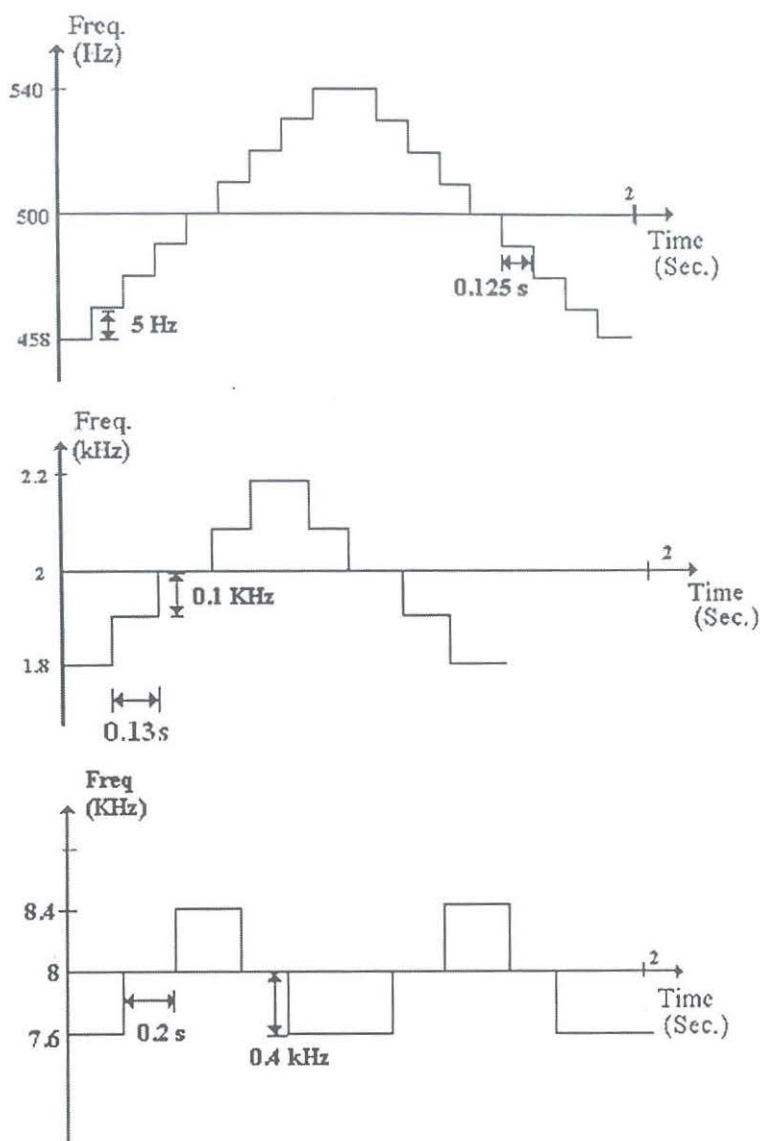 Freq.
(Hz)
540
2
500
Time
(Sec.)
0.125 s
5 Hz
458
Freq.
(kHz)
2.2
2
2
0.1 KHz
Time
(Sec.)
1.8
0.13s
Freq
(KHz)
8.4
2
8
Time
(Sec.)
0.2 s
7.6
0.4 kHz